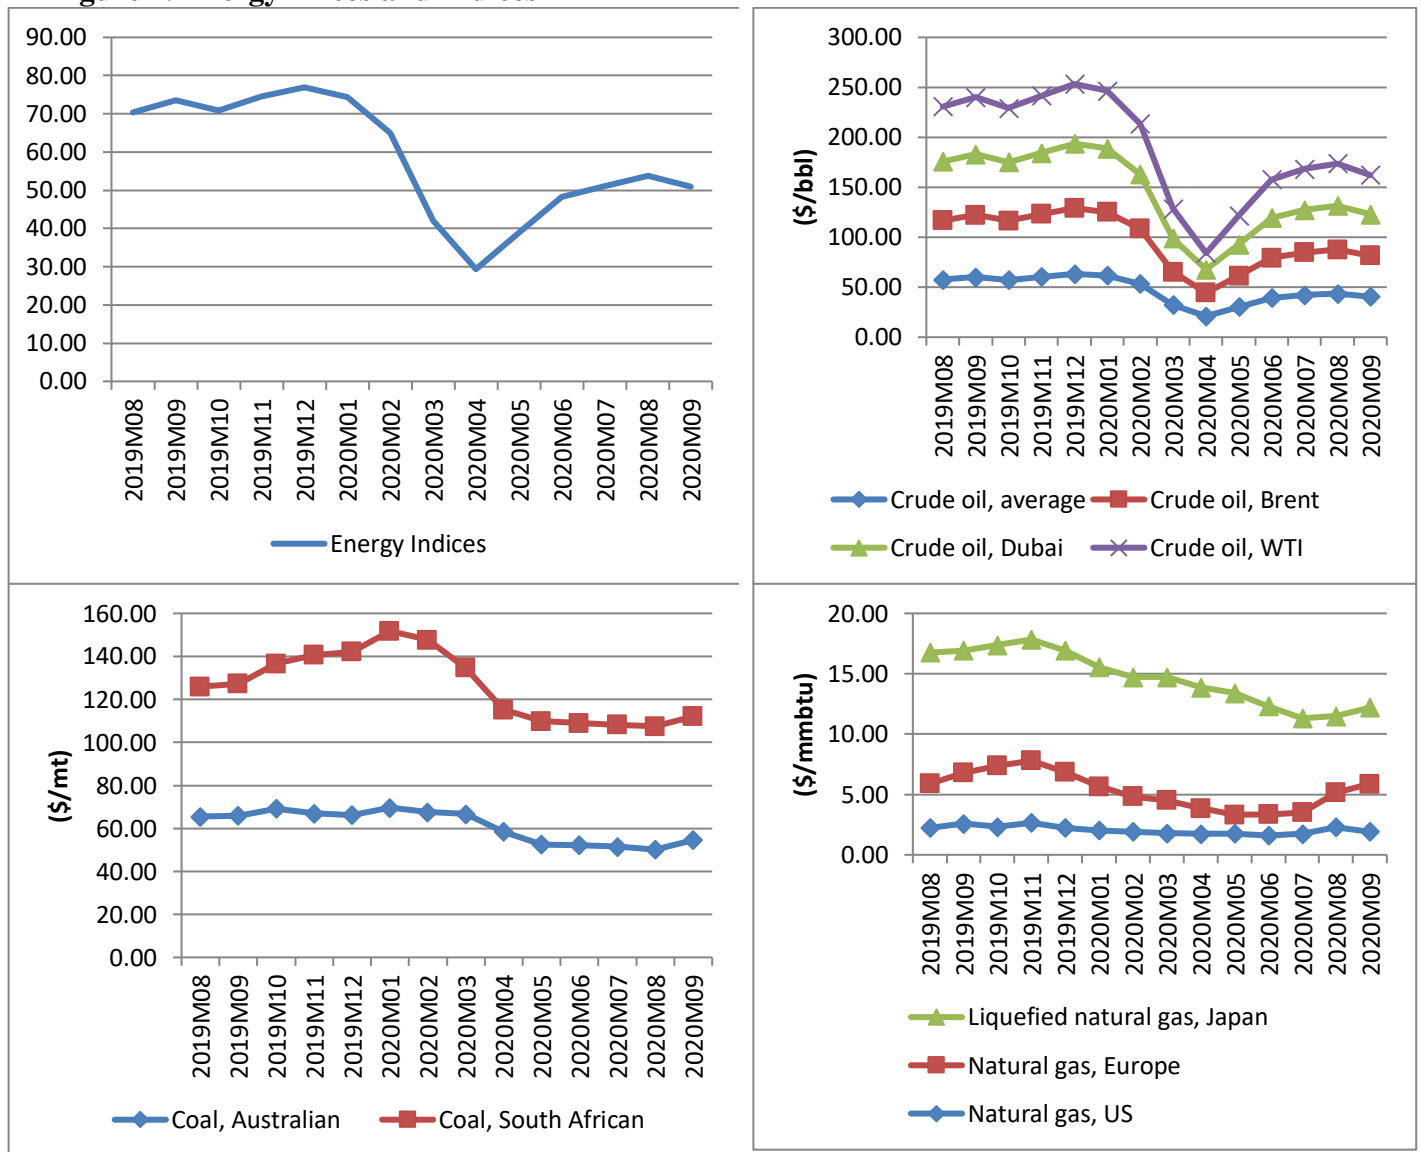 90.00
80.00
70.00
60.00
50.00
40.00
30.00
20.00
10.00
0.00
2019M08
2019M09
2019M10
2019M11
2019M12
2020M01
2020M02
2020M03
2020M04
2020M05
2020M06
2020M07
2020M08
2020M09
Energy Indices
($/bbl)
300.00
250.00
200.00
150.00
100.00
50.00
0.00
2019M08
2019M09
2019M10
2019M11
2019M12
2020M01
2020M02
2020M03
2020M04
2020M05
2020M06
2020M07
2020M08
2020M09
Crude oil, average
Crude oil, Brent
Crude oil, Dubai
Crude oil, WTI
($/mt)
160.00
140.00
120.00
100.00
80.00
60.00
40.00
20.00
0.00
2019M08
2019M09
2019M10
2019M11
2019M12
2020M01
2020M02
2020M03
2020M04
2020M05
2020M06
2020M07
2020M08
2020M09
Coal, Australian
Coal, South African
($/mmbtu)
20.00
15.00
10.00
5.00
0.00
2019M08
2019M09
2019M10
2019M11
2019M12
2020M01
2020M02
2020M03
2020M04
2020M05
2020M06
2020M07
2020M08
2020M09
Liquefied natural gas, Japan
Natural gas, Europe
Natural gas, US